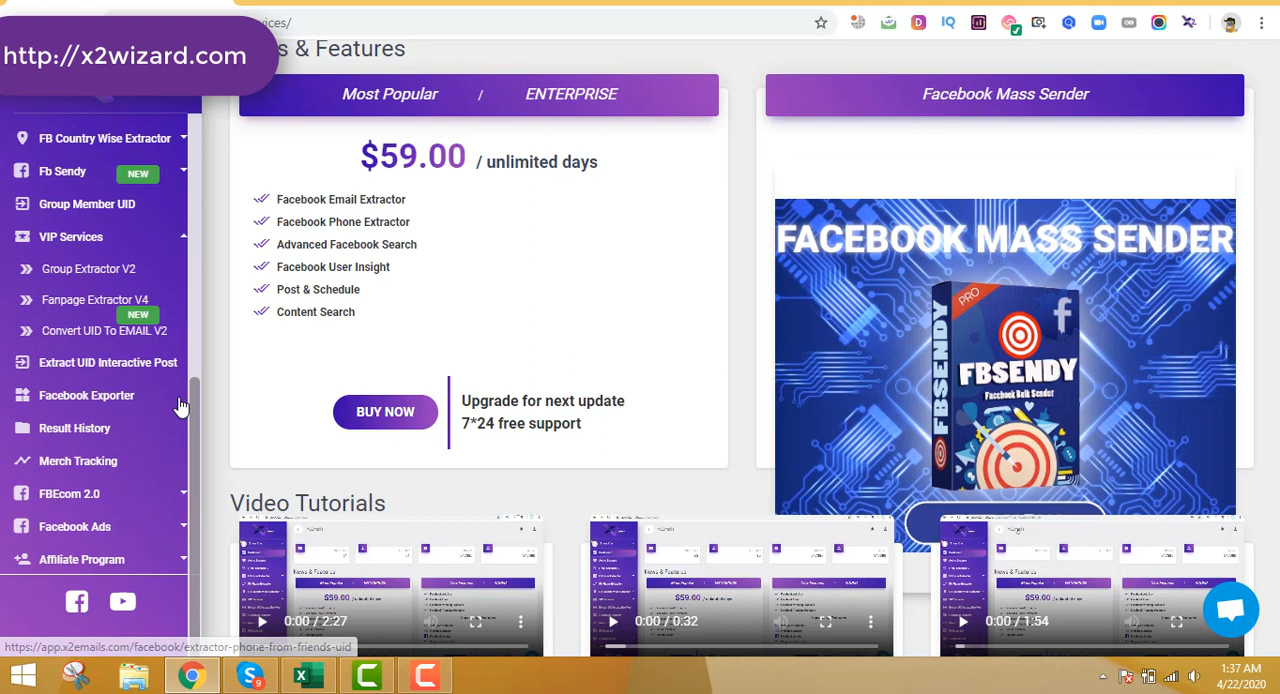 http://x2wizard.com
vices/
s & Features
Most Popular / ENTERPRISE
$59.00 / unlimited days
Facebook Email Extractor
Facebook Phone Extractor
Advanced Facebook Search
Facebook User Insight
Post & Schedule
Content Search
BUY NOW
Upgrade for next update
7*24 free support
Facebook Mass Sender
FACEBOOK MASS SENDER
PRO
FBSENDY
FBSENDY
Facebook Bulk Sender
FB Country Wise Extractor
Fb Sendy NEW
Group Member UID
VIP Services
Group Extractor V2
Fanpage Extractor V4
NEW
Convert UID To EMAIL V2
Extract UID Interactive Post
Facebook Exporter
Result History
Merch Tracking
FBEcom 2.0
Facebook Ads
Affiliate Program
Video Tutorials
0:00 / 2:27
0:00 / 0:32
0:00 / 1:54
https://app.x2emails.com/facebook/extractor-phone-from-friends-uid
9
1:37 AM
4/22/2020